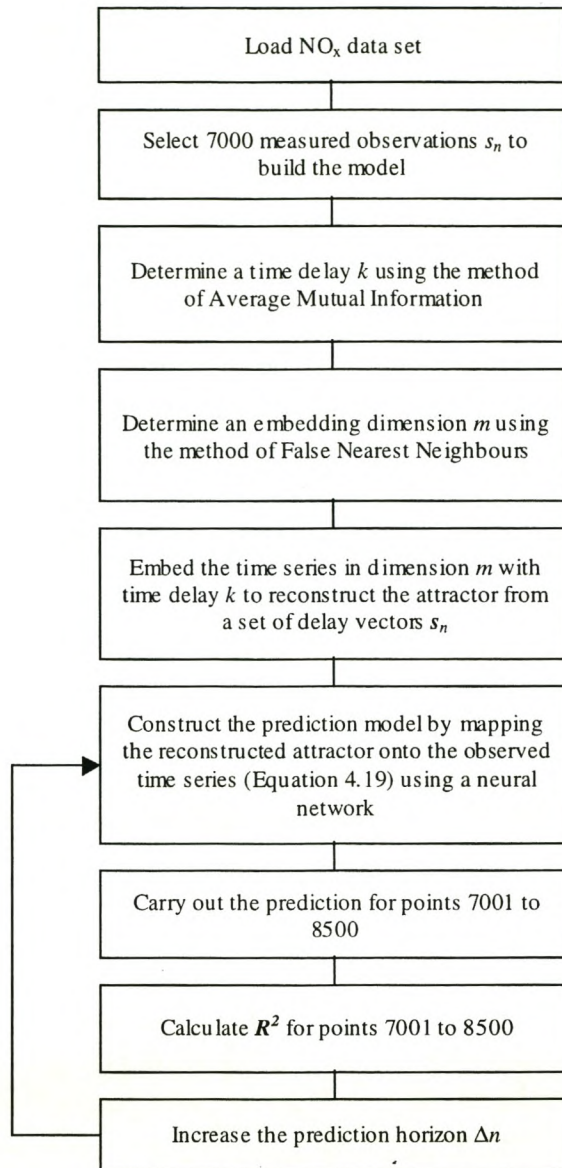 Load NOx data set
Select 7000 measured observations sn to
build the model
Determine a time delay k using the method
of Average Mutual Information
Determine an embedding dimension m using
the method of False Nearest Neighbours
Embed the time series in dimension m with
time delay k to reconstruct the attractor from
a set of delay vectors sn
Construct the prediction model by mapping
the reconstructed attractor onto the observed
time series (Equation 4.19) using a neural
network
Carry out the prediction for points 7001 to
8500
Calculate R² for points 7001 to 8500
Increase the prediction horizon Δn